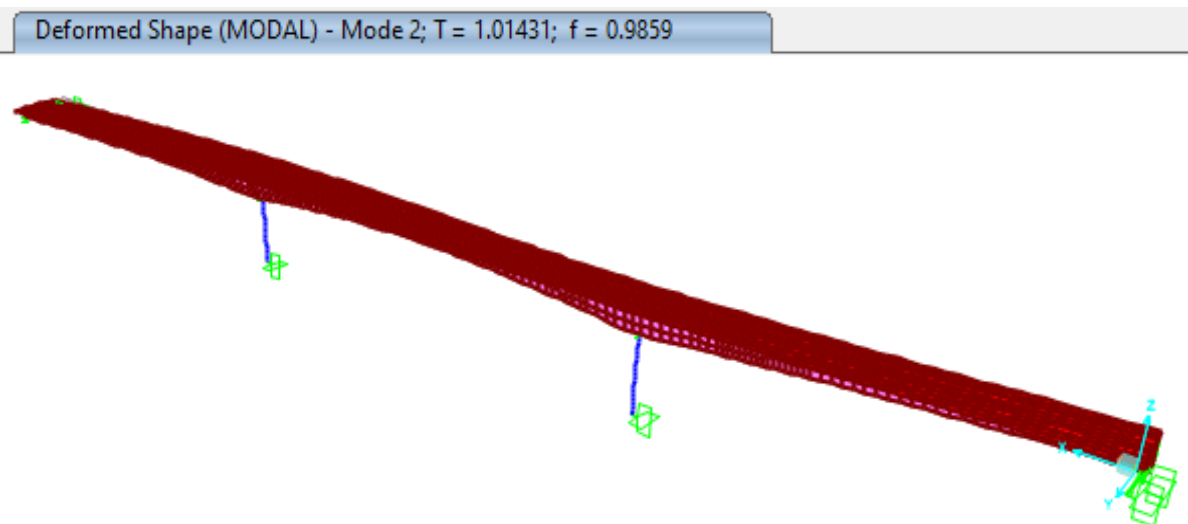 Deformed Shape (MODAL) - Mode 2; T = 1.01431; f = 0.9859
Z
X
Y